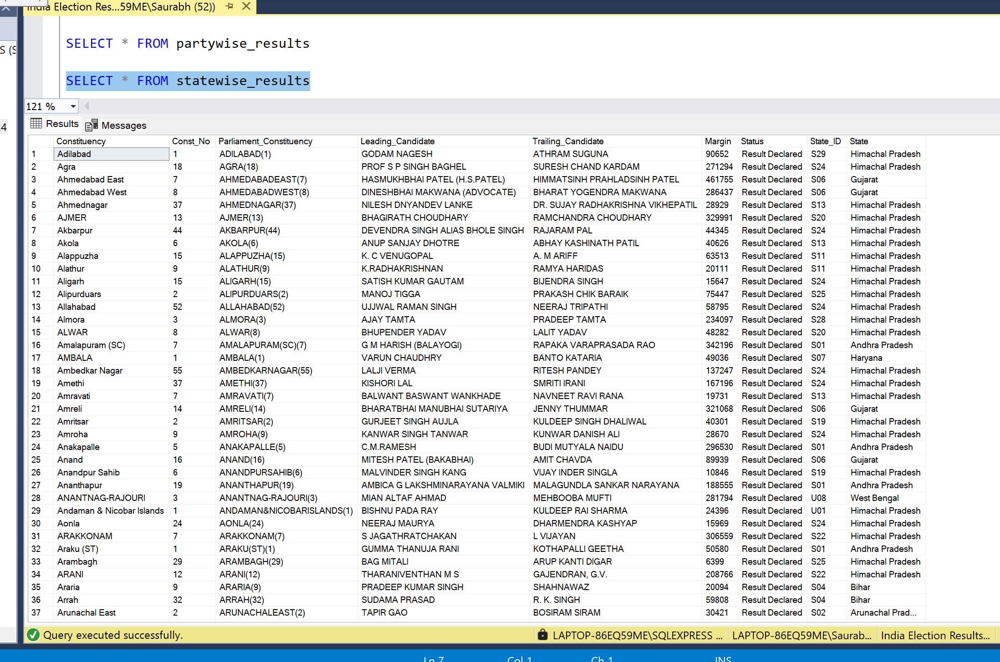 India Election Res...59ME\Saurabh (52))
S (S
SELECT * FROM partywise_results
SELECT * FROM statewise_results
121 %
24
Results Messages
Constituency Const_No Parliament_Constituency Leading_Candidate Trailing_Candidate Margin Status State_ID State
1 Adilabad 1 ADILABAD(1) GODAM NAGESH ATHRAM SUGUNA 90652 Result Declared S29 Himachal Pradesh
2 Agra 18 AGRA(18) PROF S P SINGH BAGHEL SURESH CHAND KARDAM 271294 Result Declared S24 Himachal Pradesh
3 Ahmedabad East 7 AHMEDABADEAST(7) HASMUKHBHAI PATEL (H.S.PATEL) HIMMATSINH PRAHLADSINH PATEL 461755 Result Declared S06 Gujarat
4 Ahmedabad West 8 AHMEDABADWEST(8) DINESHBHAI MAKWANA (ADVOCATE) BHARAT YOGENDRA MAKWANA 286437 Result Declared S06 Gujarat
5 Ahmednagar 37 AHMEDNAGAR(37) NILESH DNYANDEV LANKE DR. SUJAY RADHAKRISHNA VIKHEPATIL 28929 Result Declared S13 Himachal Pradesh
6 AJMER 13 AJMER(13) BHAGIRATH CHOUDHARY RAMCHANDRA CHOUDHARY 329991 Result Declared S20 Himachal Pradesh
7 Akbarpur 44 AKBARPUR(44) DEVENDRA SINGH ALIAS BHOLE SINGH RAJARAM PAL 44345 Result Declared S24 Himachal Pradesh
8 Akola 6 AKOLA(6) ANUP SANJAY DHOTRE ABHAY KASHINATH PATIL 40626 Result Declared S13 Himachal Pradesh
9 Alappuzha 15 ALAPPUZHA(15) K. C VENUGOPAL A. M ARIFF 63513 Result Declared S11 Himachal Pradesh
10 Alathur 9 ALATHUR(9) K.RADHAKRISHNAN RAMYA HARIDAS 20111 Result Declared S11 Himachal Pradesh
11 Aligarh 15 ALIGARH(15) SATISH KUMAR GAUTAM BIJENDRA SINGH 15647 Result Declared S24 Himachal Pradesh
12 Alipurduars 2 ALIPURDUARS(2) MANOJ TIGGA PRAKASH CHIK BARAIK 75447 Result Declared S25 Himachal Pradesh
13 Allahabad 52 ALLAHABAD(52) UJJWAL RAMAN SINGH NEERAJ TRIPATHI 58795 Result Declared S24 Himachal Pradesh
14 Almora 3 ALMORA(3) AJAY TAMTA PRADEEP TAMTA 234097 Result Declared S28 Himachal Pradesh
15 ALWAR 8 ALWAR(8) BHUPENDER YADAV LALIT YADAV 48282 Result Declared S20 Himachal Pradesh
16 Amalapuram (SC) 7 AMALAPURAM(SC)(7) G M HARISH (BALAYOGI) RAPAKA VARAPRASADA RAO 342196 Result Declared S01 Andhra Pradesh
17 AMBALA 1 AMBALA(1) VARUN CHAUDHRY BANTO KATARIA 49036 Result Declared S07 Haryana
18 Ambedkar Nagar 55 AMBEDKARNAGAR(55) LALJI VERMA RITESH PANDEY 137247 Result Declared S24 Himachal Pradesh
19 Amethi 37 AMETHI(37) KISHORI LAL SMRITI IRANI 167196 Result Declared S24 Himachal Pradesh
20 Amravati 7 AMRAVATI(7) BALWANT BASWANT WANKHADE NAVNEET RAVI RANA 19731 Result Declared S13 Himachal Pradesh
21 Amreli 14 AMRELI(14) BHARATBHAI MANUBHAI SUTARIYA JENNY THUMMAR 321068 Result Declared S06 Gujarat
22 Amritsar 2 AMRITSAR(2) GURJEET SINGH AUJLA KULDEEP SINGH DHALIWAL 40301 Result Declared S19 Himachal Pradesh
23 Amroha 9 AMROHA(9) KANWAR SINGH TANWAR KUNWAR DANISH ALI 28670 Result Declared S24 Himachal Pradesh
24 Anakapalle 5 ANAKAPALLE(5) C.M.RAMESH BUDI MUTYALA NAIDU 296530 Result Declared S01 Andhra Pradesh
25 Anand 16 ANAND(16) MITESH PATEL (BAKABHAI) AMIT CHAVDA 89939 Result Declared S06 Gujarat
26 Anandpur Sahib 6 ANANDPURSAHIB(6) MALVINDER SINGH KANG VIJAY INDER SINGLA 10846 Result Declared S19 Himachal Pradesh
27 Ananthapur 19 ANANTHAPUR(19) AMBICA G LAKSHMINARAYANA VALMIKI MALAGUNDLA SANKAR NARAYANA 188555 Result Declared S01 Andhra Pradesh
28 ANANTNAG-RAJOURI 3 ANANTNAG-RAJOURI(3) MIAN ALTAF AHMAD MEHBOOBA MUFTI 281794 Result Declared U08 West Bengal
29 Andaman & Nicobar Islands 1 ANDAMAN&NICOBARISLANDS(1) BISHNU PADA RAY KULDEEP RAI SHARMA 24396 Result Declared U01 Himachal Pradesh
30 Aonla 24 AONLA(24) NEERAJ MAURYA DHARMENDRA KASHYAP 15969 Result Declared S24 Himachal Pradesh
31 ARAKKONAM 7 ARAKKONAM(7) S JAGATHRATCHAKAN L VIJAYAN 306559 Result Declared S22 Himachal Pradesh
32 Araku (ST) 1 ARAKU(ST)(1) GUMMA THANUJA RANI KOTHAPALLI GEETHA 50580 Result Declared S01 Andhra Pradesh
33 Arambagh 29 ARAMBAGH(29) BAG MITALI ARUP KANTI DIGAR 6399 Result Declared S25 Himachal Pradesh
34 ARANI 12 ARANI(12) THARANIVENTHAN M S GAJENDRAN, G.V. 208766 Result Declared S22 Himachal Pradesh
35 Araria 9 ARARIA(9) PRADEEP KUMAR SINGH SHAHNAWAZ 20094 Result Declared S04 Bihar
36 Arrah 32 ARRAH(32) SUDAMA PRASAD R. K. SINGH 59808 Result Declared S04 Bihar
37 Arunachal East 2 ARUNACHALEAST(2) TAPIR GAO BOSIRAM SIRAM 30421 Result Declared S02 Arunachal Prad...
Query executed successfully. LAPTOP-86EQ59ME\SQLEXPRESS ... LAPTOP-86EQ59ME\Saurab... India Election Results...
Ln 7 Col 1 Ch 1 INS